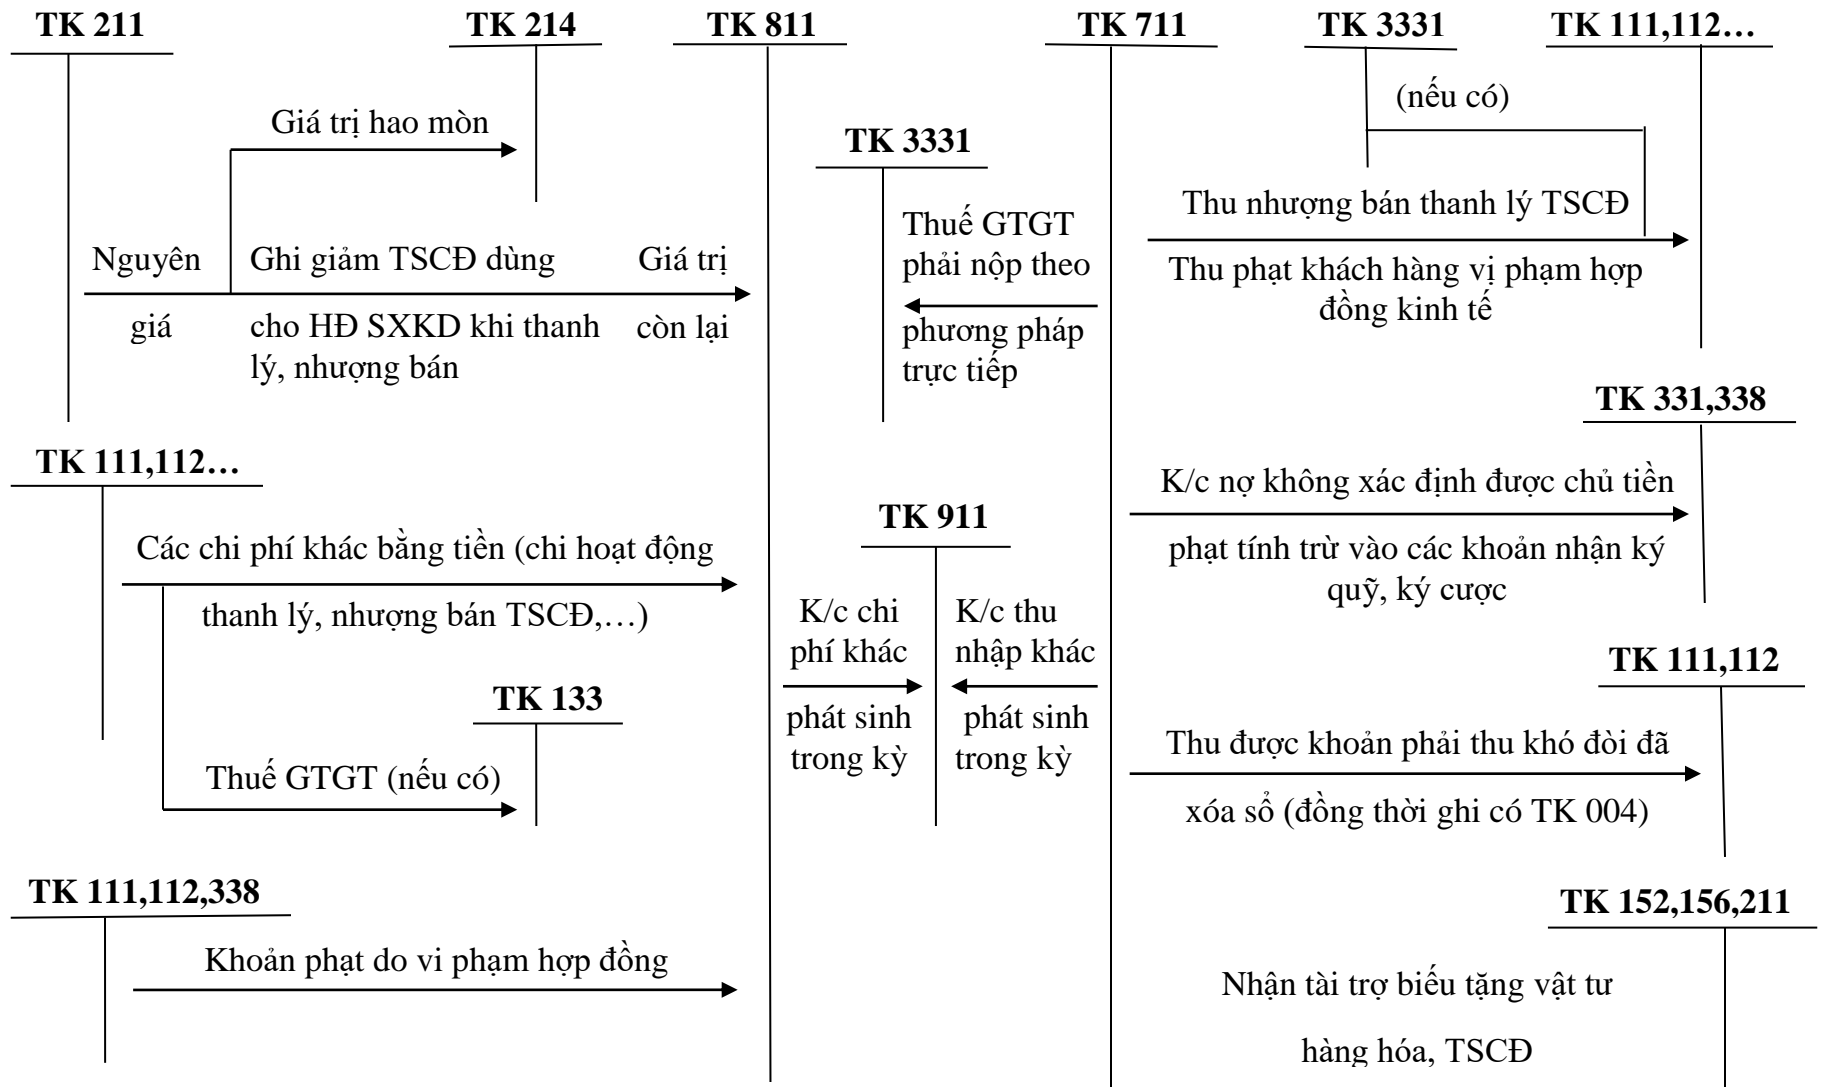 TK 211
TK 214
TK 811
TK 711
TK 3331
TK 111,112…
(nếu có)
Giá trị hao mòn
TK 3331
Thu nhượng bán thanh lý TSCĐ
Thuế GTGT
phải nộp theo
Nguyên
Ghi giảm TSCĐ dùng
Giá trị
Thu phạt khách hàng vị phạm hợp
đồng kinh tế
giá
cho HĐ SXKD khi thanh
lý, nhượng bán
còn lại
phương pháp
trực tiếp
TK 331,338
TK 111,112…
K/c nợ không xác định được chủ tiền
TK 911
Các chi phí khác bằng tiền (chi hoạt động
phạt tính trừ vào các khoản nhận ký
quỹ, ký cược
thanh lý, nhượng bán TSCĐ,…)
K/c chi
phí khác
K/c thu
nhập khác
TK 111,112
TK 133
phát sinh
trong kỳ
phát sinh
trong kỳ
Thu được khoản phải thu khó đòi đã
Thuế GTGT (nếu có)
xóa sổ (đồng thời ghi có TK 004)
TK 111,112,338
TK 152,156,211
Khoản phạt do vi phạm hợp đồng
Nhận tài trợ biếu tặng vật tư
hàng hóa, TSCĐ